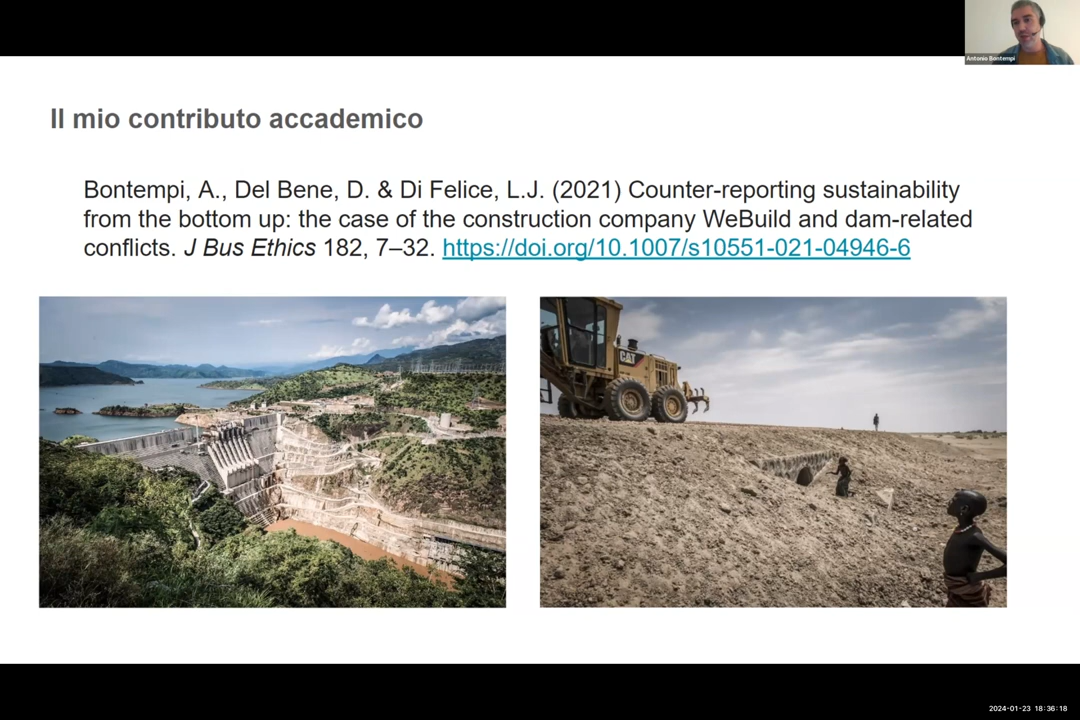 Antonio Bontempi
Il mio contributo accademico
Bontempi, A., Del Bene, D. & Di Felice, L.J. (2021) Counter-reporting sustainability
from the bottom up: the case of the construction company WeBuild and dam-related
conflicts. J Bus Ethics 182, 7–32. https://doi.org/10.1007/s10551-021-04946-6
CAT
2024-01-23 18:36:18